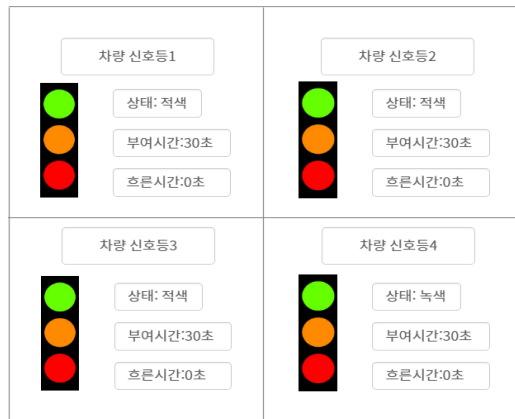 차량 신호등1
상태: 적색
부여시간:30초
흐른시간:0초
차량 신호등2
상태: 적색
부여시간:30초
흐른시간:0초
차량 신호등3
상태: 적색
부여시간:30초
흐른시간:0초
차량 신호등4
상태: 녹색
부여시간:30초
흐른시간:0초